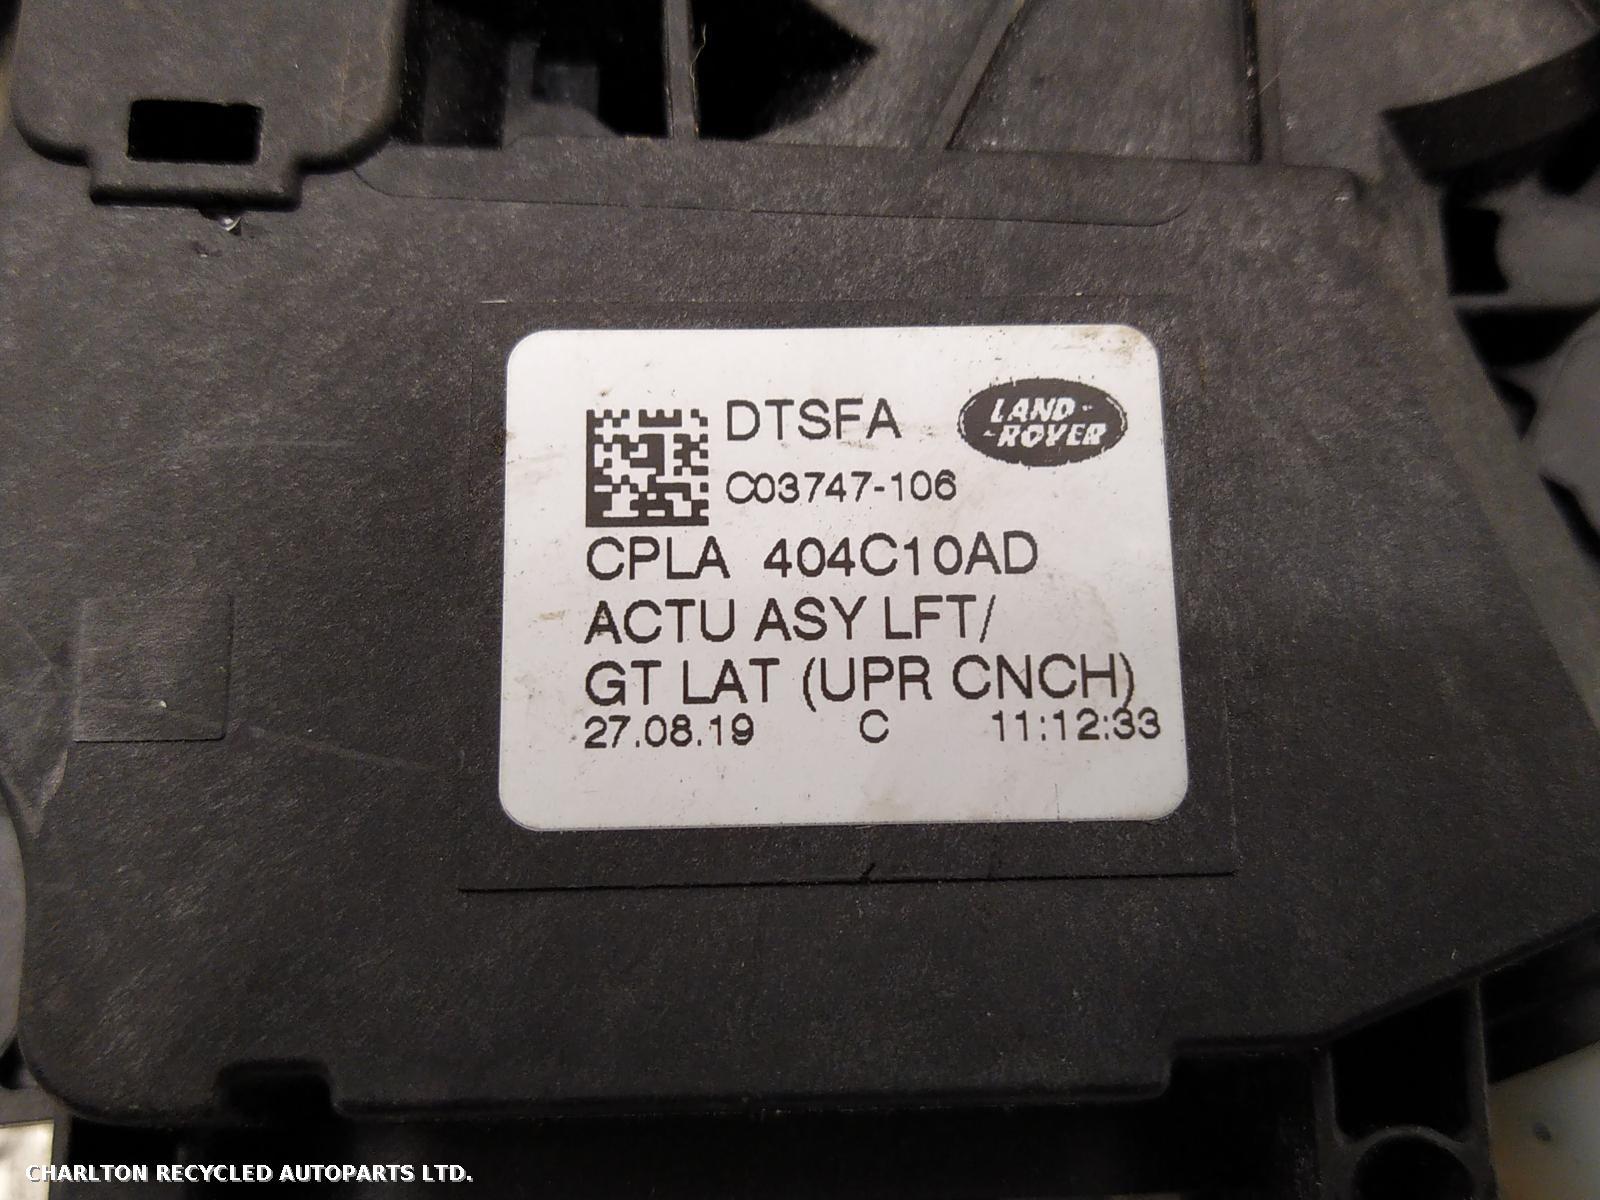 DTSFA
LAND-
-ROVER
C03747-106
CPLA 404C10AD
ACTU ASY LFT/
GT LAT (UPR CNCH)
27.08.19 C 11:12:33
CHARLTON RECYCLED AUTOPARTS LTD.